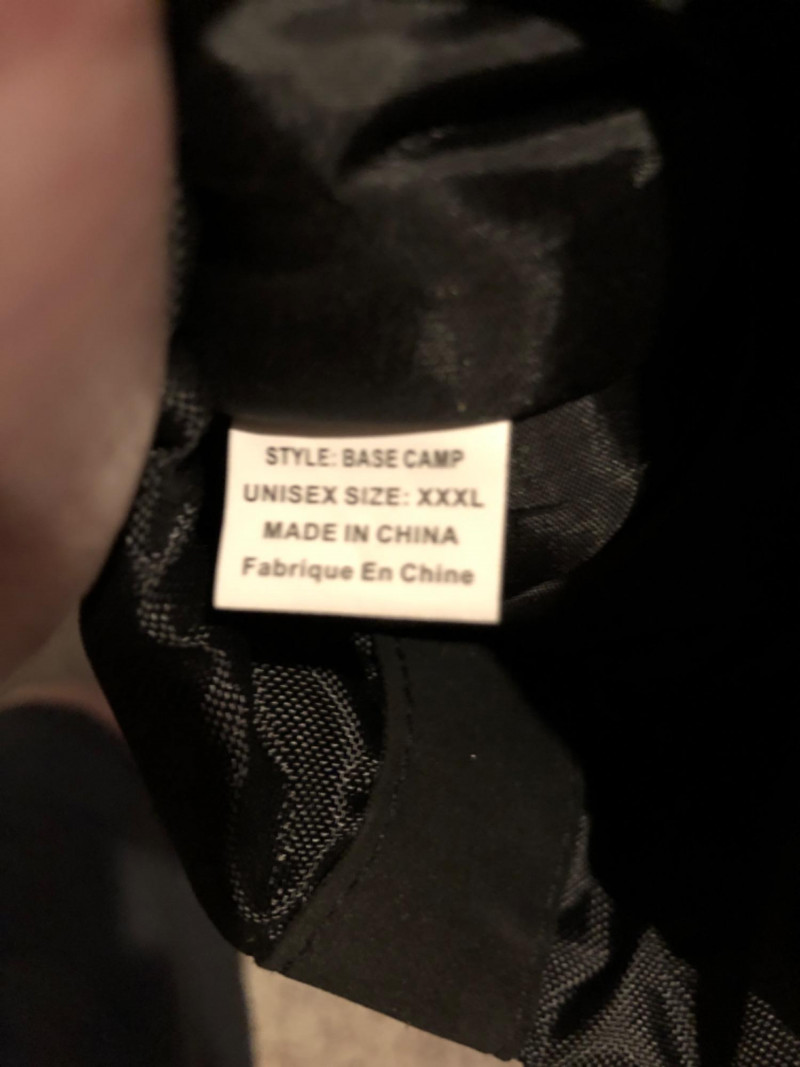 STYLE: BASE CAMP
UNISEX SIZE: XXXL
MADE IN CHINA
Fabrique En Chine